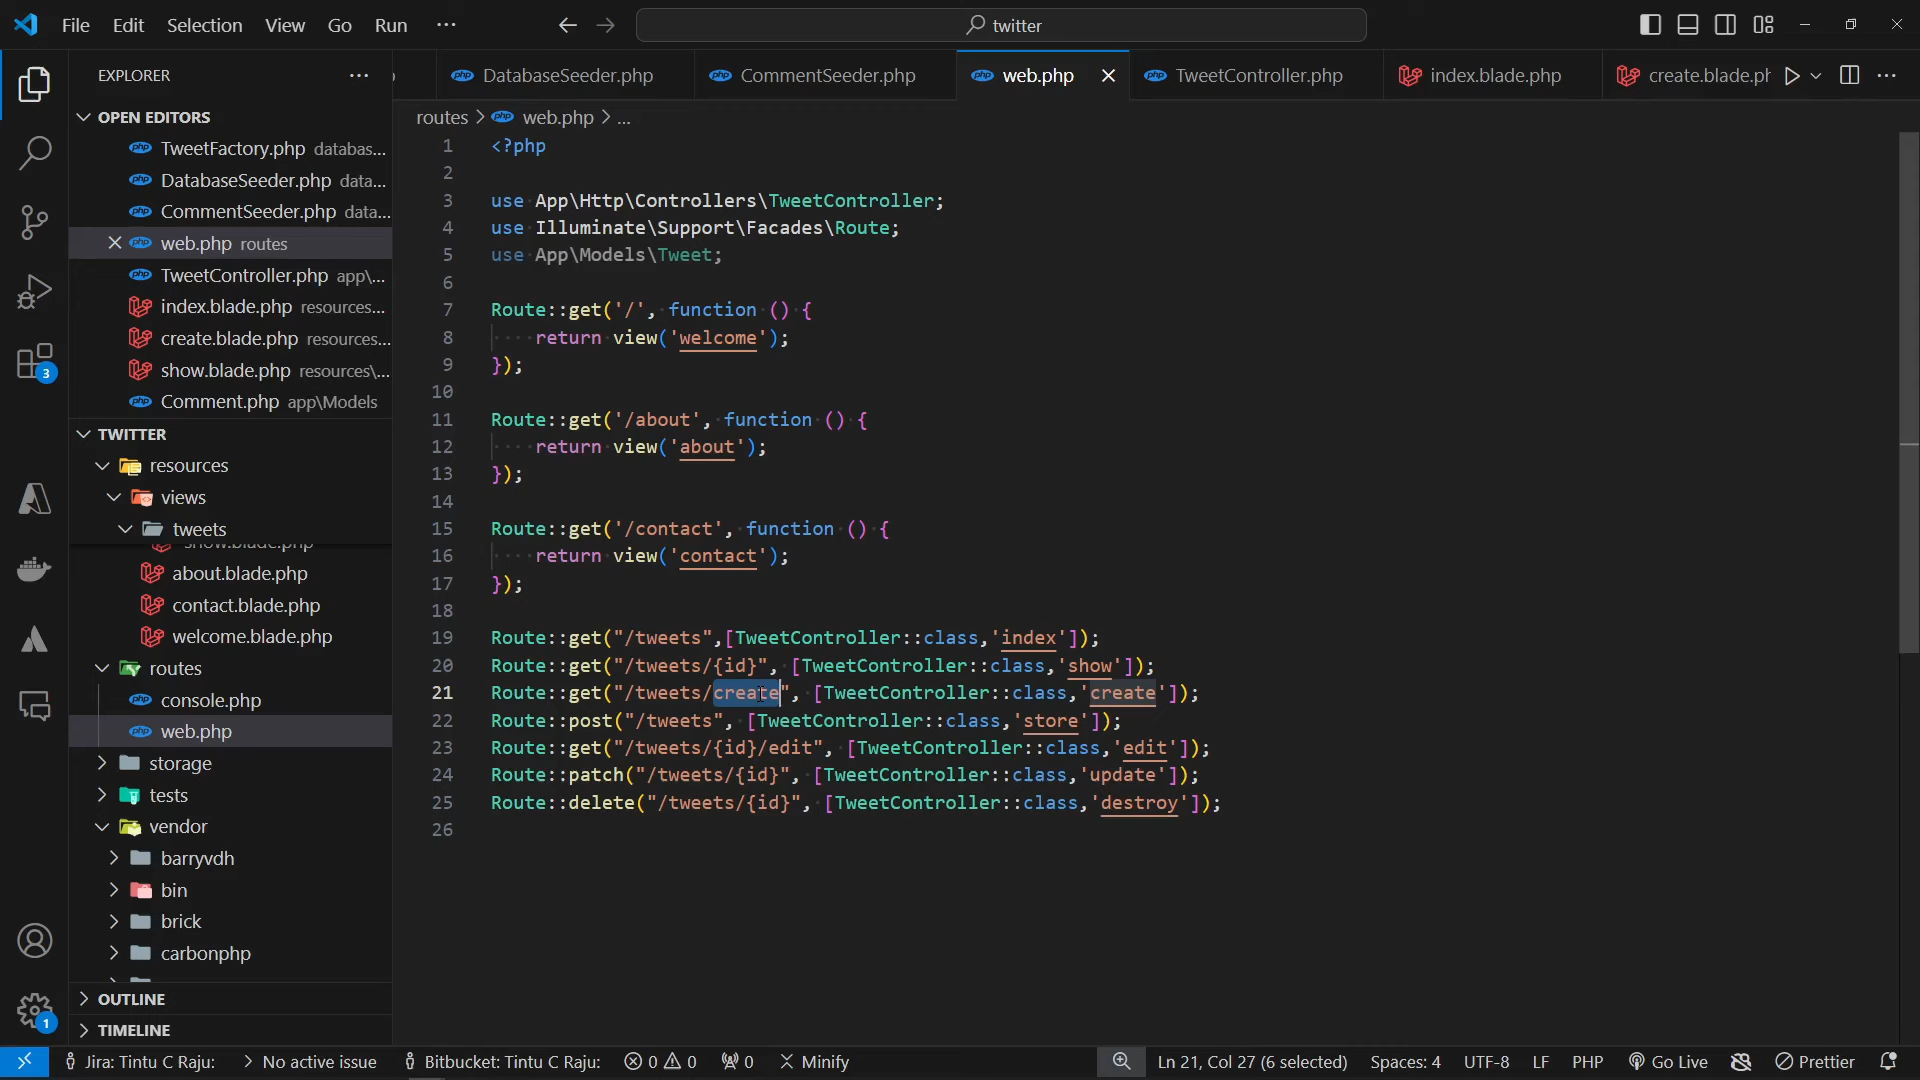 File Edit Selection View Go Run ··· twitter
EXPLORER ···
OPEN EDITORS
TweetFactory.php databas...
DatabaseSeeder.php data...
CommentSeeder.php data...
web.php routes
TweetController.php app\...
index.blade.php resources...
create.blade.php resources...
show.blade.php resources\...
Comment.php app\Models
TWITTER
resources
views
tweets
show.blade.php
about.blade.php
contact.blade.php
welcome.blade.php
routes
console.php
web.php
storage
tests
vendor
barryvdh
bin
brick
carbonphp
OUTLINE
TIMELINE
DatabaseSeeder.php CommentSeeder.php web.php TweetController.php index.blade.php create.blade.ph
routes > web.php > ...
1 <?php
2
3 use App\Http\Controllers\TweetController;
4 use Illuminate\Support\Facades\Route;
5 use App\Models\Tweet;
6
7 Route::get('/', function () {
8 return view('welcome');
9 });
10
11 Route::get('/about', function () {
12 return view('about');
13 });
14
15 Route::get('/contact', function () {
16 return view('contact');
17 });
18
19 Route::get("/tweets",[TweetController::class,'index']);
20 Route::get("/tweets/{id}", [TweetController::class,'show']);
21 Route::get("/tweets/create", [TweetController::class,'create']);
22 Route::post("/tweets", [TweetController::class,'store']);
23 Route::get("/tweets/{id}/edit", [TweetController::class,'edit']);
24 Route::patch("/tweets/{id}", [TweetController::class,'update']);
25 Route::delete("/tweets/{id}", [TweetController::class,'destroy']);
26
3
1
Jira: Tintu C Raju: > No active issue Bitbucket: Tintu C Raju: 0 0 0 Minify Ln 21, Col 27 (6 selected) Spaces: 4 UTF-8 LF PHP Go Live Prettier